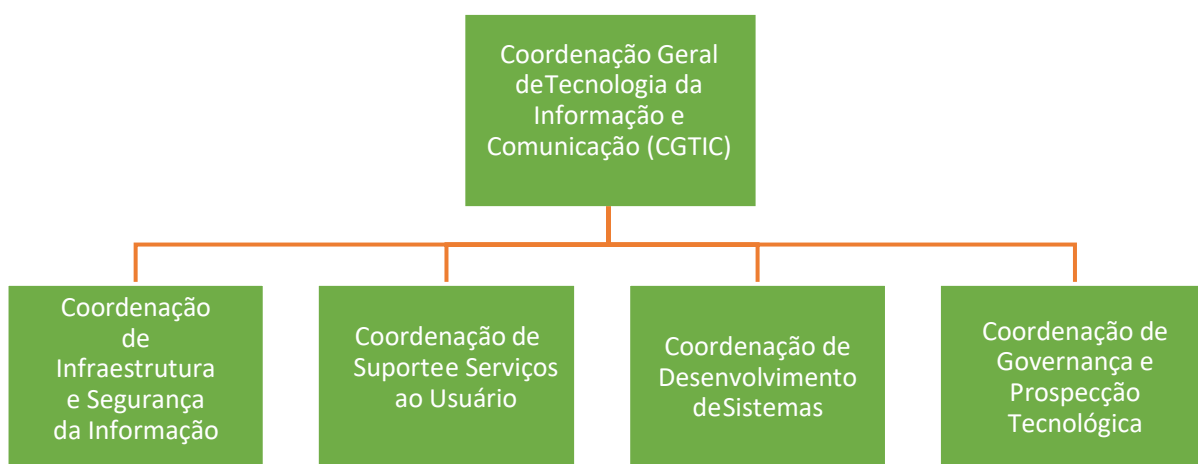 Coordenação Geral
deTecnologia da
Informação e
Comunicação (CGTIC)
Coordenação
de
Infraestrutura
e Segurança
da Informação
Coordenação de
Suportee Serviços
ao Usuário
Coordenação de
Desenvolvimento
deSistemas
Coordenação de
Governança e
Prospecção
Tecnológica